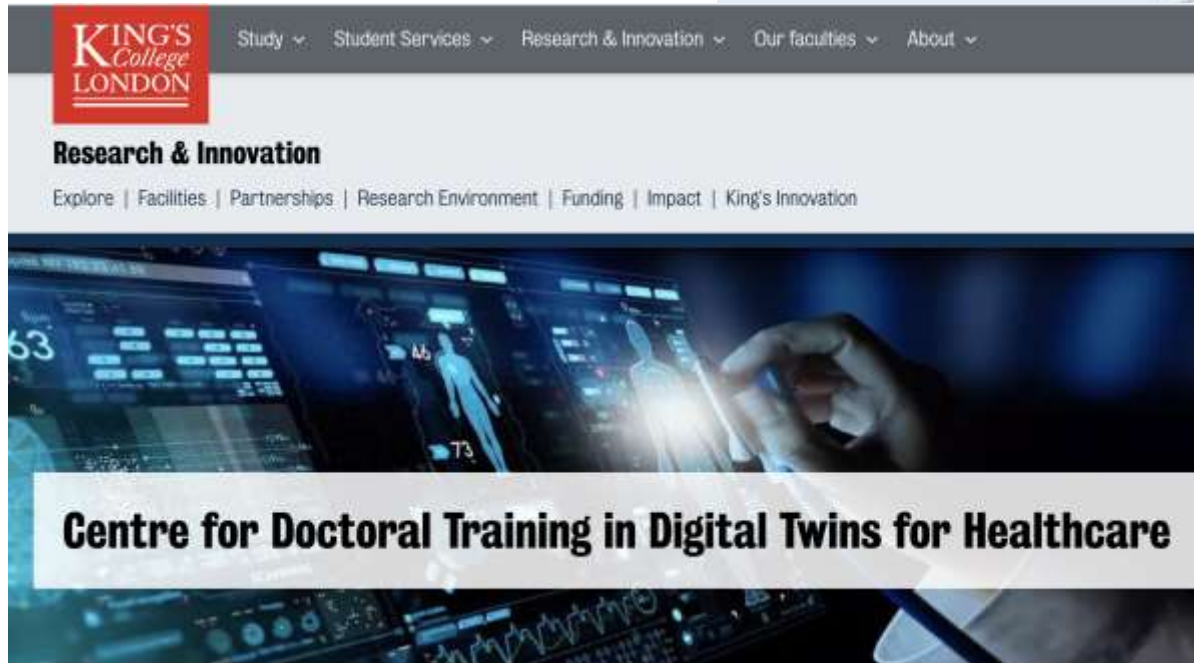 KING'S
College
LONDON
Study Student Services Research & Innovation Our faculties About
Research & Innovation
Explore | Facilities | Partnerships | Research Environment | Funding | Impact | King's Innovation
63
46
73
Centre for Doctoral Training in Digital Twins for Healthcare